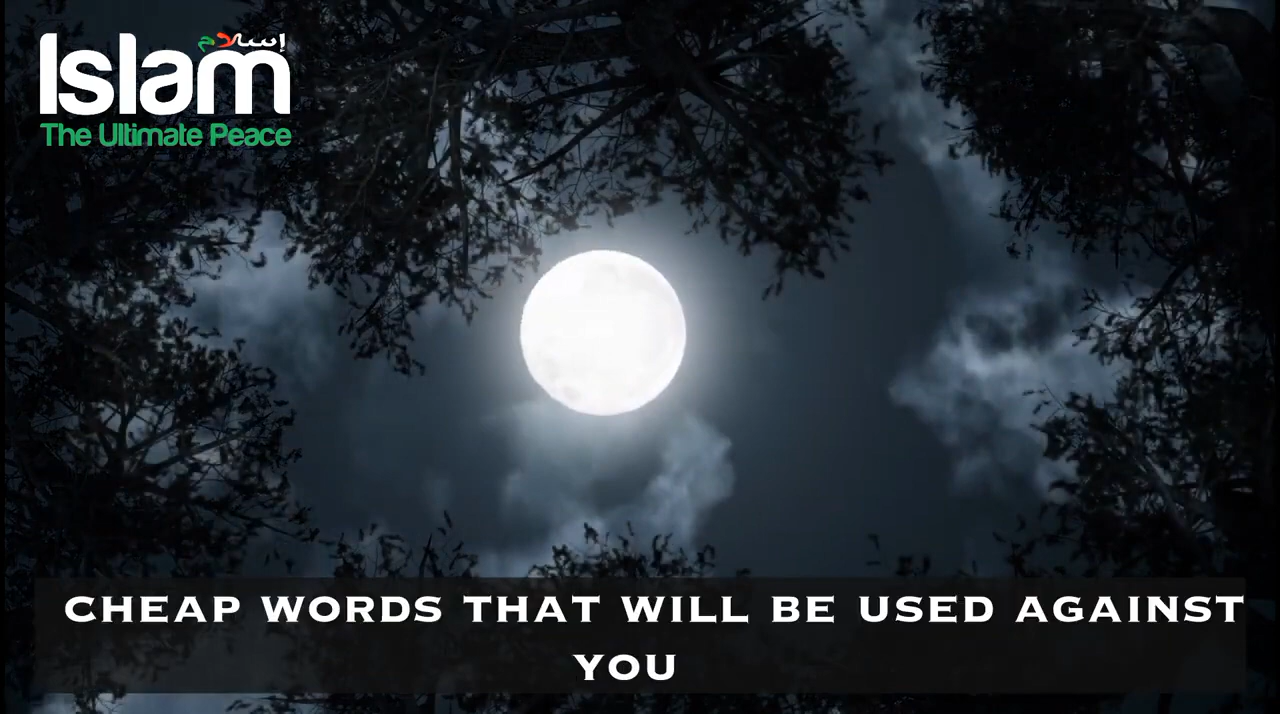 إسلام
Islam
The Ultimate Peace
CHEAP WORDS THAT WILL BE USED AGAINST
YOU